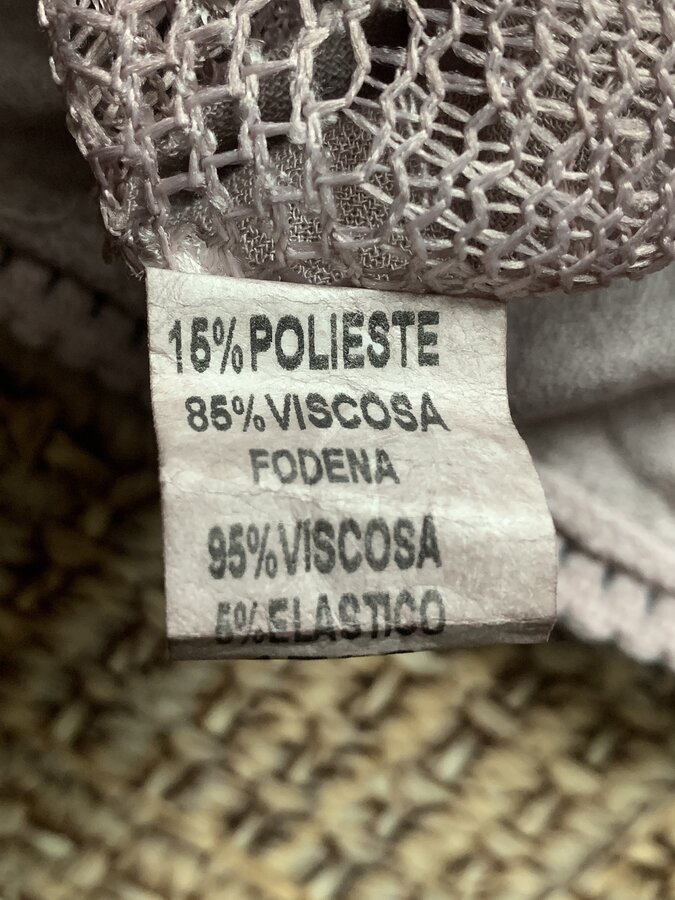 15%POLIESTE
85%VISCOSA
FODENA
95%VISCOSA
5%ELASTICO